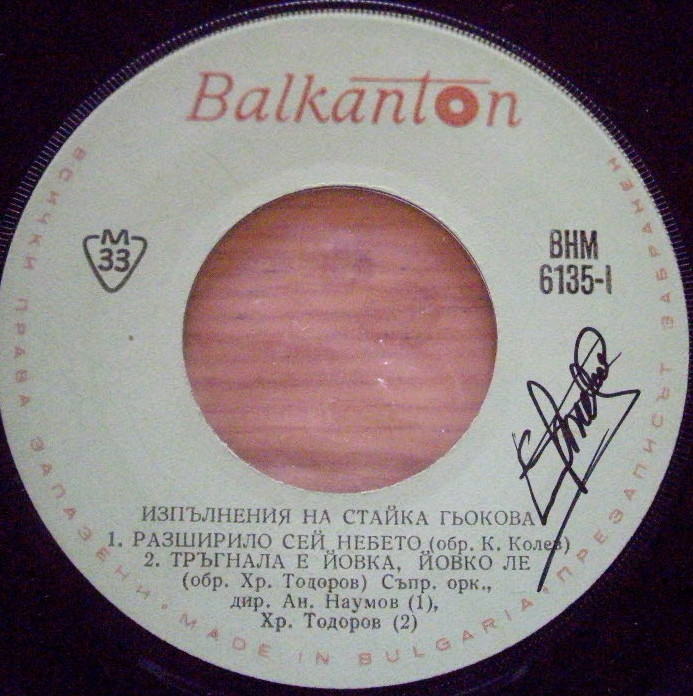 Balkanton
M
33
ВНМ
6135-I
ИЗПЪЛНЕНИЯ НА СТАЙКА ГЬОКОВА
1. РАЗШИРИЛО СЕЙ НЕБЕТО (обр. К. Колев)
2. ТРЪГНАЛА Е ЙОВКА, ЙОВКО ЛЕ
(обр. Хр. Тодоров) Съпр. орк.,
дир. Ан. Наумов (1),
Хр. Тодоров (2)
ВСИЧКИ ПРАВА ЗАПАЗЕНИ. MADE IN BULGARIA. ПРЕЗАПИСЪТ ЗАБРАНЕН